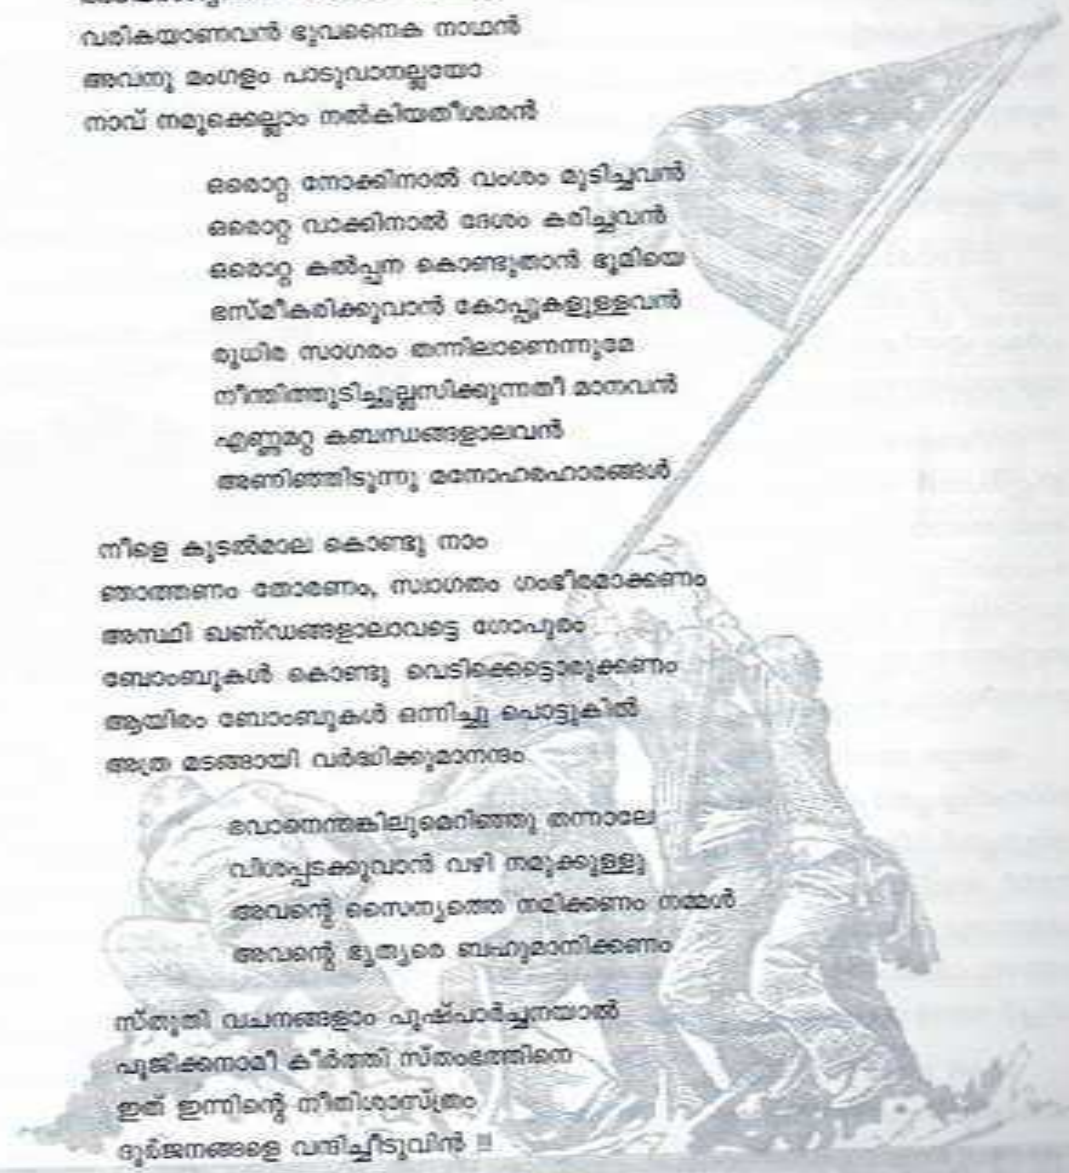 വരികയാണവൻ ഭുവനൈക നാഥൻ
അവനു മംഗളം പാടുവാനല്ലയോ
നാവ് നമുക്കെല്ലാം നൽകിയതീശ്വരൻ
ഒരൊറ്റ നോക്കിനാൽ വംശം മുടിച്ചവൻ
ഒരൊറ്റ വാക്കിനാൽ ദേശം കരിച്ചവൻ
ഒരൊറ്റ കൽപ്പന കൊണ്ടുതാൻ ഭൂമിയെ
ഭസ്മീകരിക്കുവാൻ കോപ്പുകളുള്ളവൻ
രുധിര സാഗരം തന്നിലാണെന്നുമേ
നീന്തിത്തുടിച്ചുല്ലസിക്കുന്നതീ മാനവൻ
എണ്ണമറ്റ കബന്ധങ്ങളാലവൻ
അണിഞ്ഞിടുന്നു മനോഹരഹാരങ്ങൾ
നീളെ കുടൽമാല കൊണ്ടു നാം
ഞാത്തണം തോരണം, സ്വാഗതം ഗംഭീരമാക്കണം
അസ്ഥി ഖണ്ഡങ്ങളാലാവട്ടെ ഗോപുരം
ബോംബുകൾ കൊണ്ടു വെടിക്കെട്ടൊരുക്കണം
ആയിരം ബോംബുകൾ ഒന്നിച്ചു പൊട്ടുകിൽ
അത്ര മടങ്ങായി വർദ്ധിക്കുമാനന്ദം
ഭവാനെന്തങ്കിലുമെറിഞ്ഞു തന്നാലേ
വിശപ്പടക്കുവാൻ വഴി നമുക്കുള്ളു
അവന്റെ സൈന്യത്തെ നമിക്കണം നമ്മൾ
അവന്റെ ഭൃത്യരെ ബഹുമാനിക്കണം
സ്തുതി വചനങ്ങളാം പുഷ്പാർച്ചനയാൽ
പൂജിക്കനാമീ കീർത്തി സ്തംഭത്തിനെ
ഇത് ഇന്നിന്റെ നീതിശാസ്ത്രം
ദുർജനങ്ങളെ വന്ദിച്ചീടുവിൻ !!!